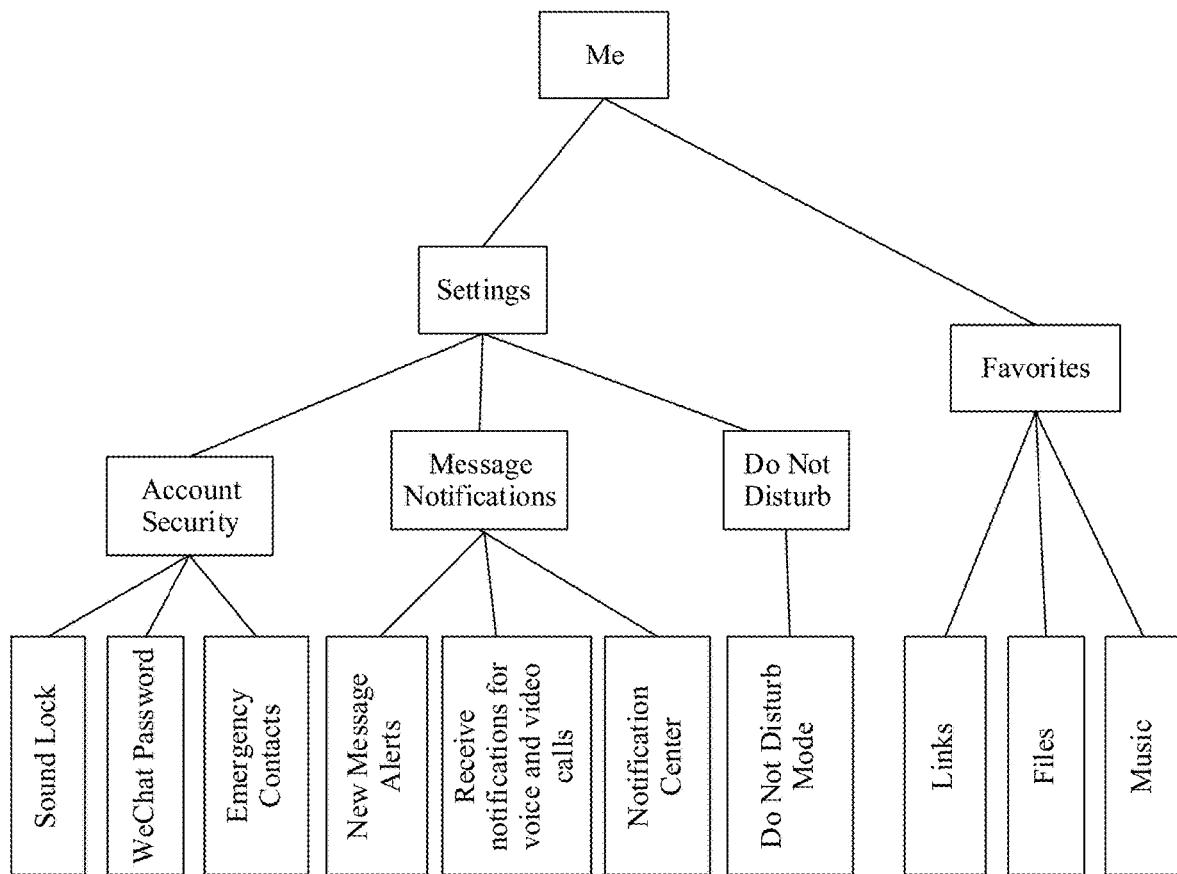 Me
Settings
Favorites
Account
Security
Message
Notifications
Do Not
Disturb
Sound Lock
WeChat Password
Emergency
Contacts
New Message
Alerts
Receive
notifications for
voice and video
calls
Notification
Center
Do Not Disturb
Mode
Links
Files
Music